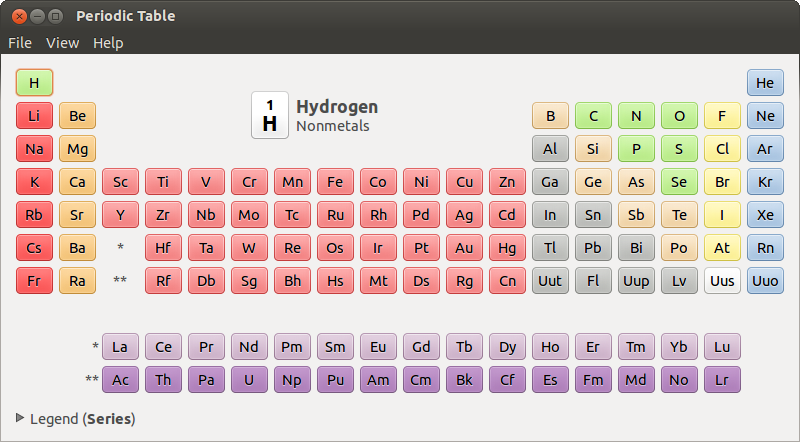 Periodic Table
File View Help
H He
1
H
Hydrogen
Nonmetals
Li Be B C N O F Ne
Na Mg Al Si P S Cl Ar
K Ca Sc Ti V Cr Mn Fe Co Ni Cu Zn Ga Ge As Se Br Kr
Rb Sr Y Zr Nb Mo Tc Ru Rh Pd Ag Cd In Sn Sb Te I Xe
Cs Ba * Hf Ta W Re Os Ir Pt Au Hg Tl Pb Bi Po At Rn
Fr Ra ** Rf Db Sg Bh Hs Mt Ds Rg Cn Uut Fl Uup Lv Uus Uuo
* La Ce Pr Nd Pm Sm Eu Gd Tb Dy Ho Er Tm Yb Lu
** Ac Th Pa U Np Pu Am Cm Bk Cf Es Fm Md No Lr
Legend (Series)